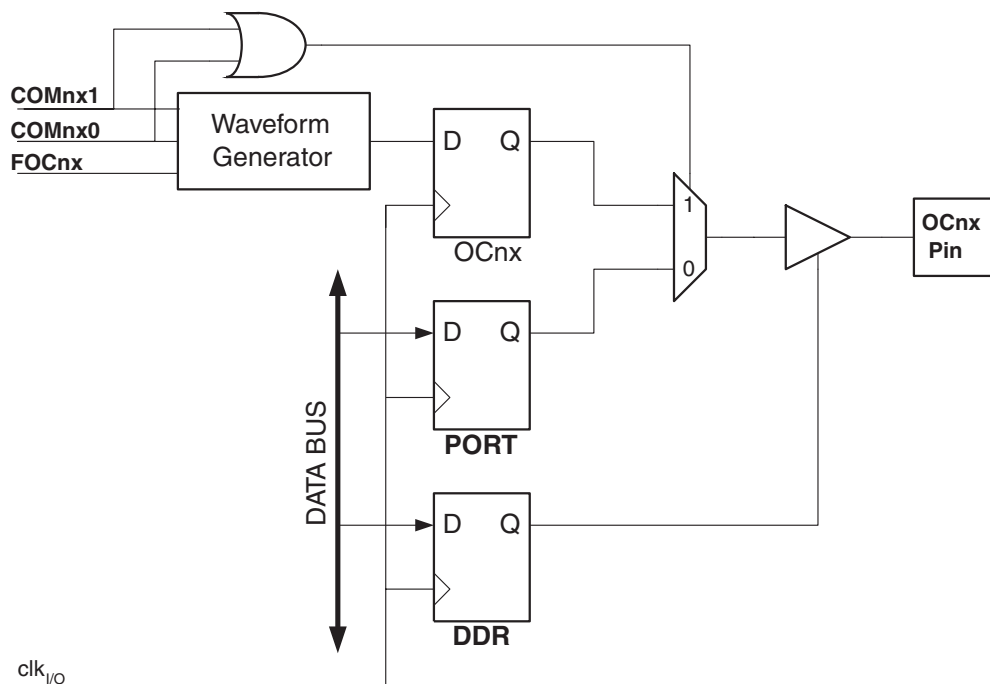 COMnx1
COMnx0
FOCnx
Waveform
Generator
D Q
OCnx
1
0
OCnx
Pin
D Q
PORT
DATA BUS
D Q
DDR
clkI/O